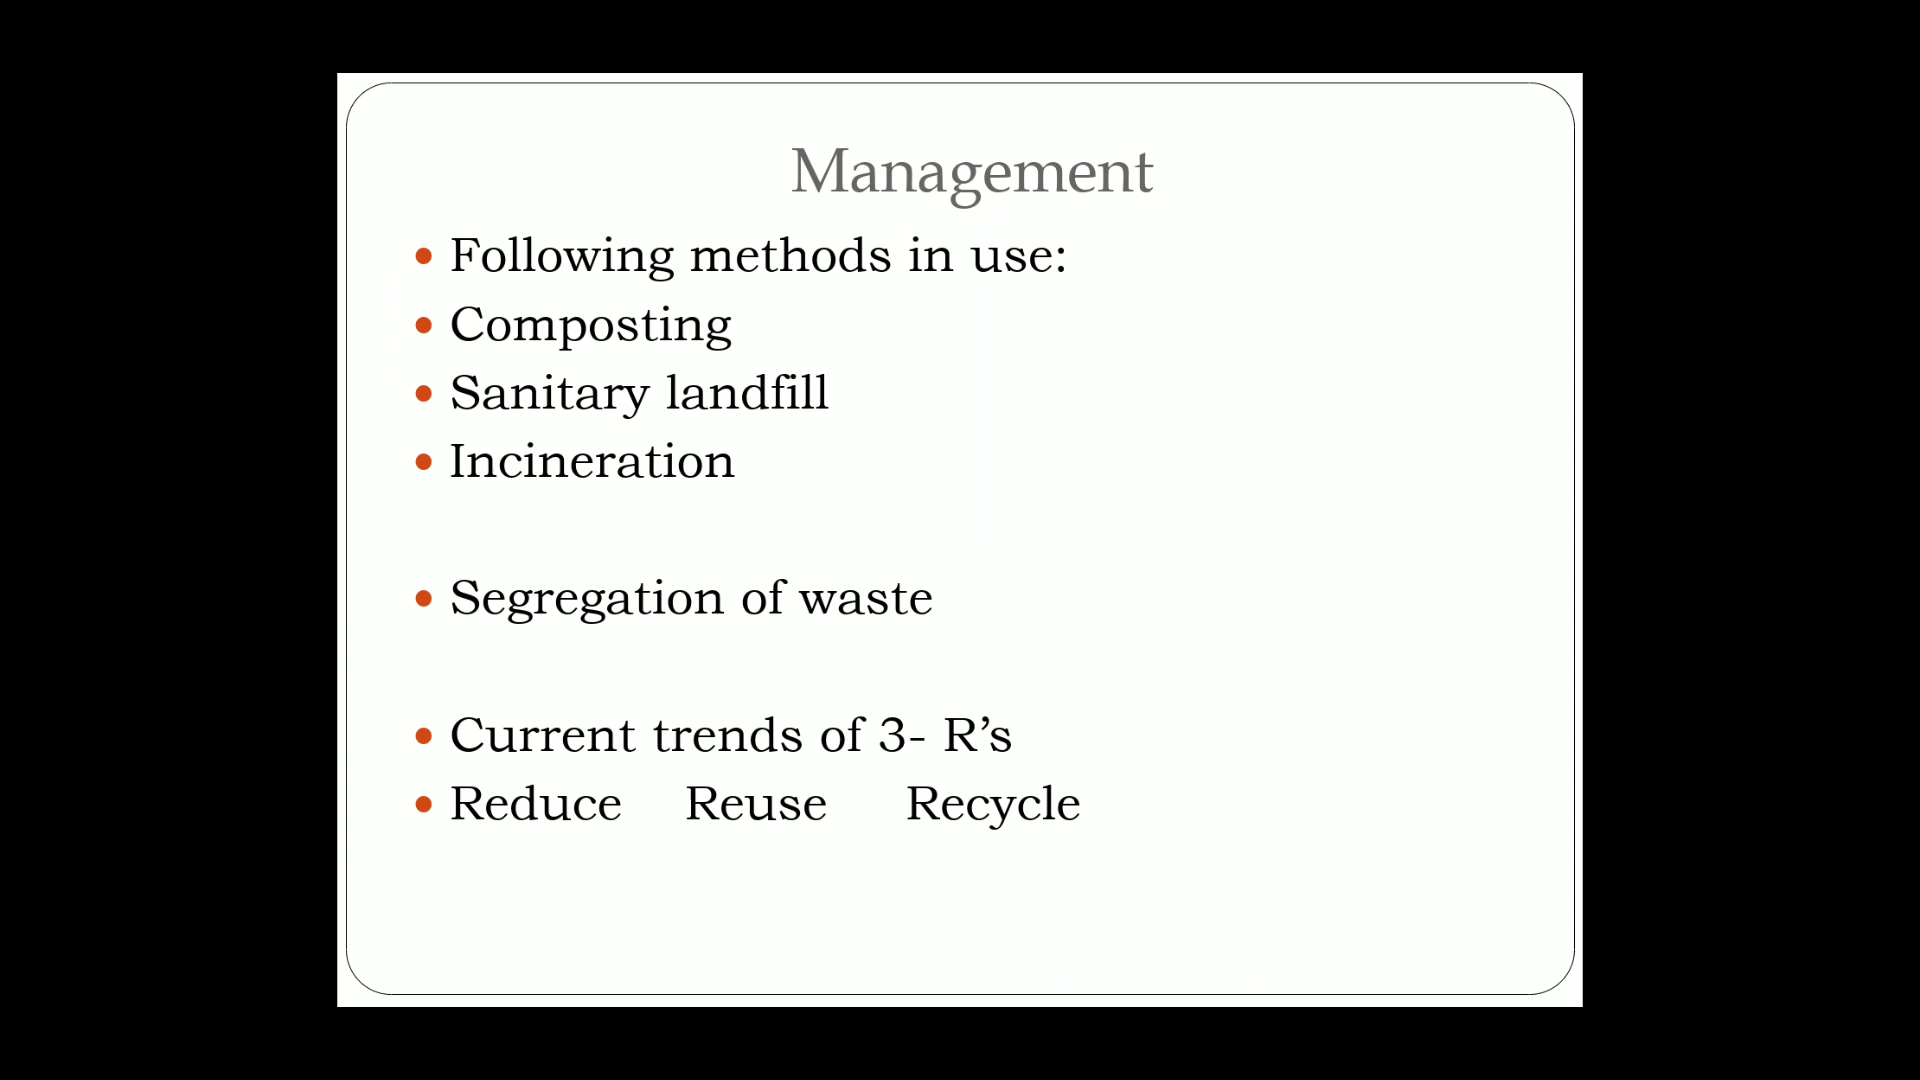 Management
• Following methods in use:
• Composting
• Sanitary landfill
• Incineration
• Segregation of waste
• Current trends of 3- R’s
• Reduce Reuse Recycle